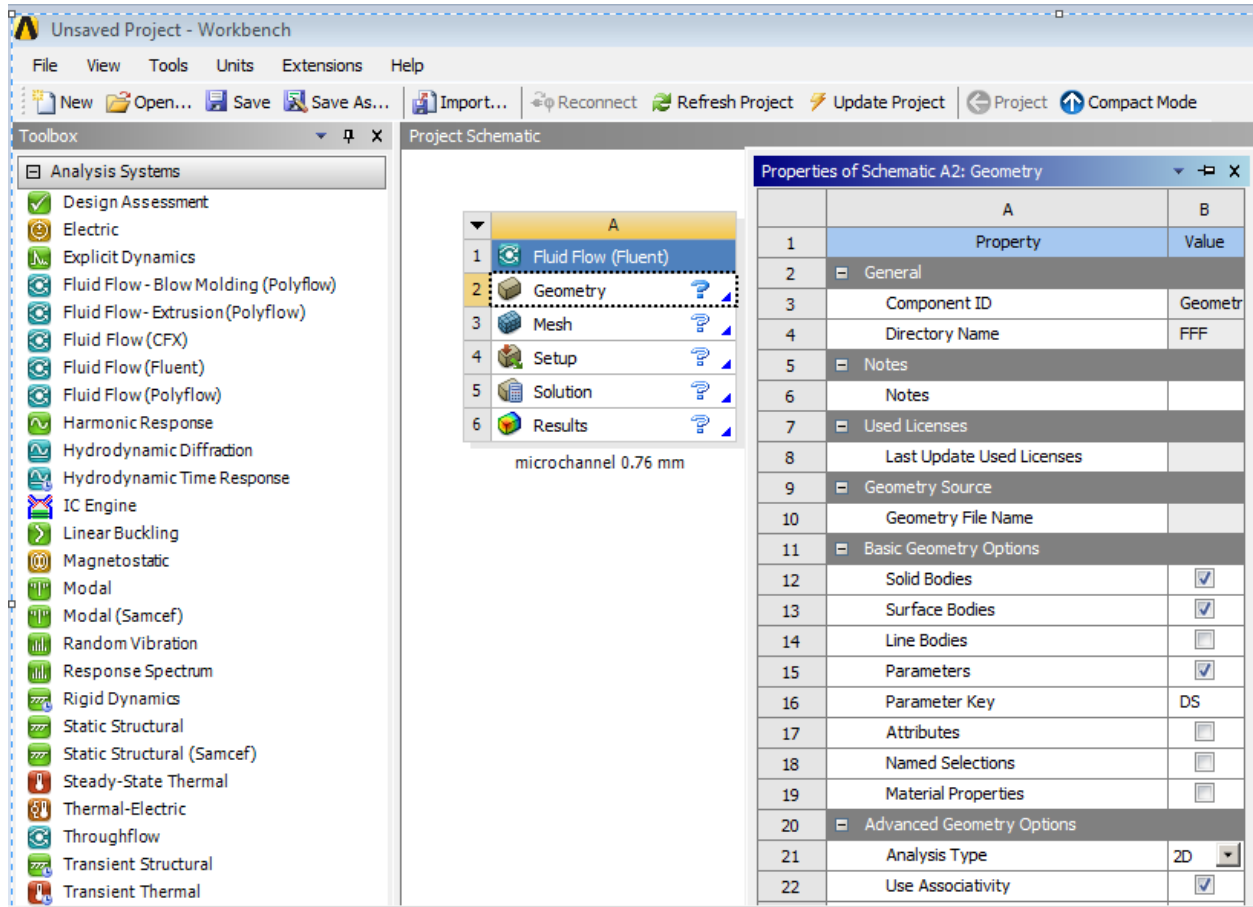 Unsaved Project - Workbench
File View Tools Units Extensions Help
New Open... Save Save As... Import... Reconnect Refresh Project Update Project Project Compact Mode
Toolbox
Analysis Systems
Design Assessment
Electric
Explicit Dynamics
Fluid Flow - Blow Molding (Polyflow)
Fluid Flow- Extrusion(Polyflow)
Fluid Flow (CFX)
Fluid Flow (Fluent)
Fluid Flow (Polyflow)
Harmonic Response
Hydrodynamic Diffraction
Hydrodynamic Time Response
IC Engine
Linear Buckling
Magnetostatic
Modal
Modal (Samcef)
Random Vibration
Response Spectrum
Rigid Dynamics
Static Structural
Static Structural (Samcef)
Steady-State Thermal
Thermal-Electric
Throughflow
Transient Structural
Transient Thermal
Project Schematic
A
1 Fluid Flow (Fluent)
2 Geometry ?
3 Mesh ?
4 Setup ?
5 Solution ?
6 Results ?
microchannel 0.76 mm
Properties of Schematic A2: Geometry
A B
1 Property Value
2 General
3 Component ID Geometr
4 Directory Name FFF
5 Notes
6 Notes
7 Used Licenses
8 Last Update Used Licenses
9 Geometry Source
10 Geometry File Name
11 Basic Geometry Options
12 Solid Bodies
13 Surface Bodies
14 Line Bodies
15 Parameters
16 Parameter Key DS
17 Attributes
18 Named Selections
19 Material Properties
20 Advanced Geometry Options
21 Analysis Type 2D
22 Use Associativity